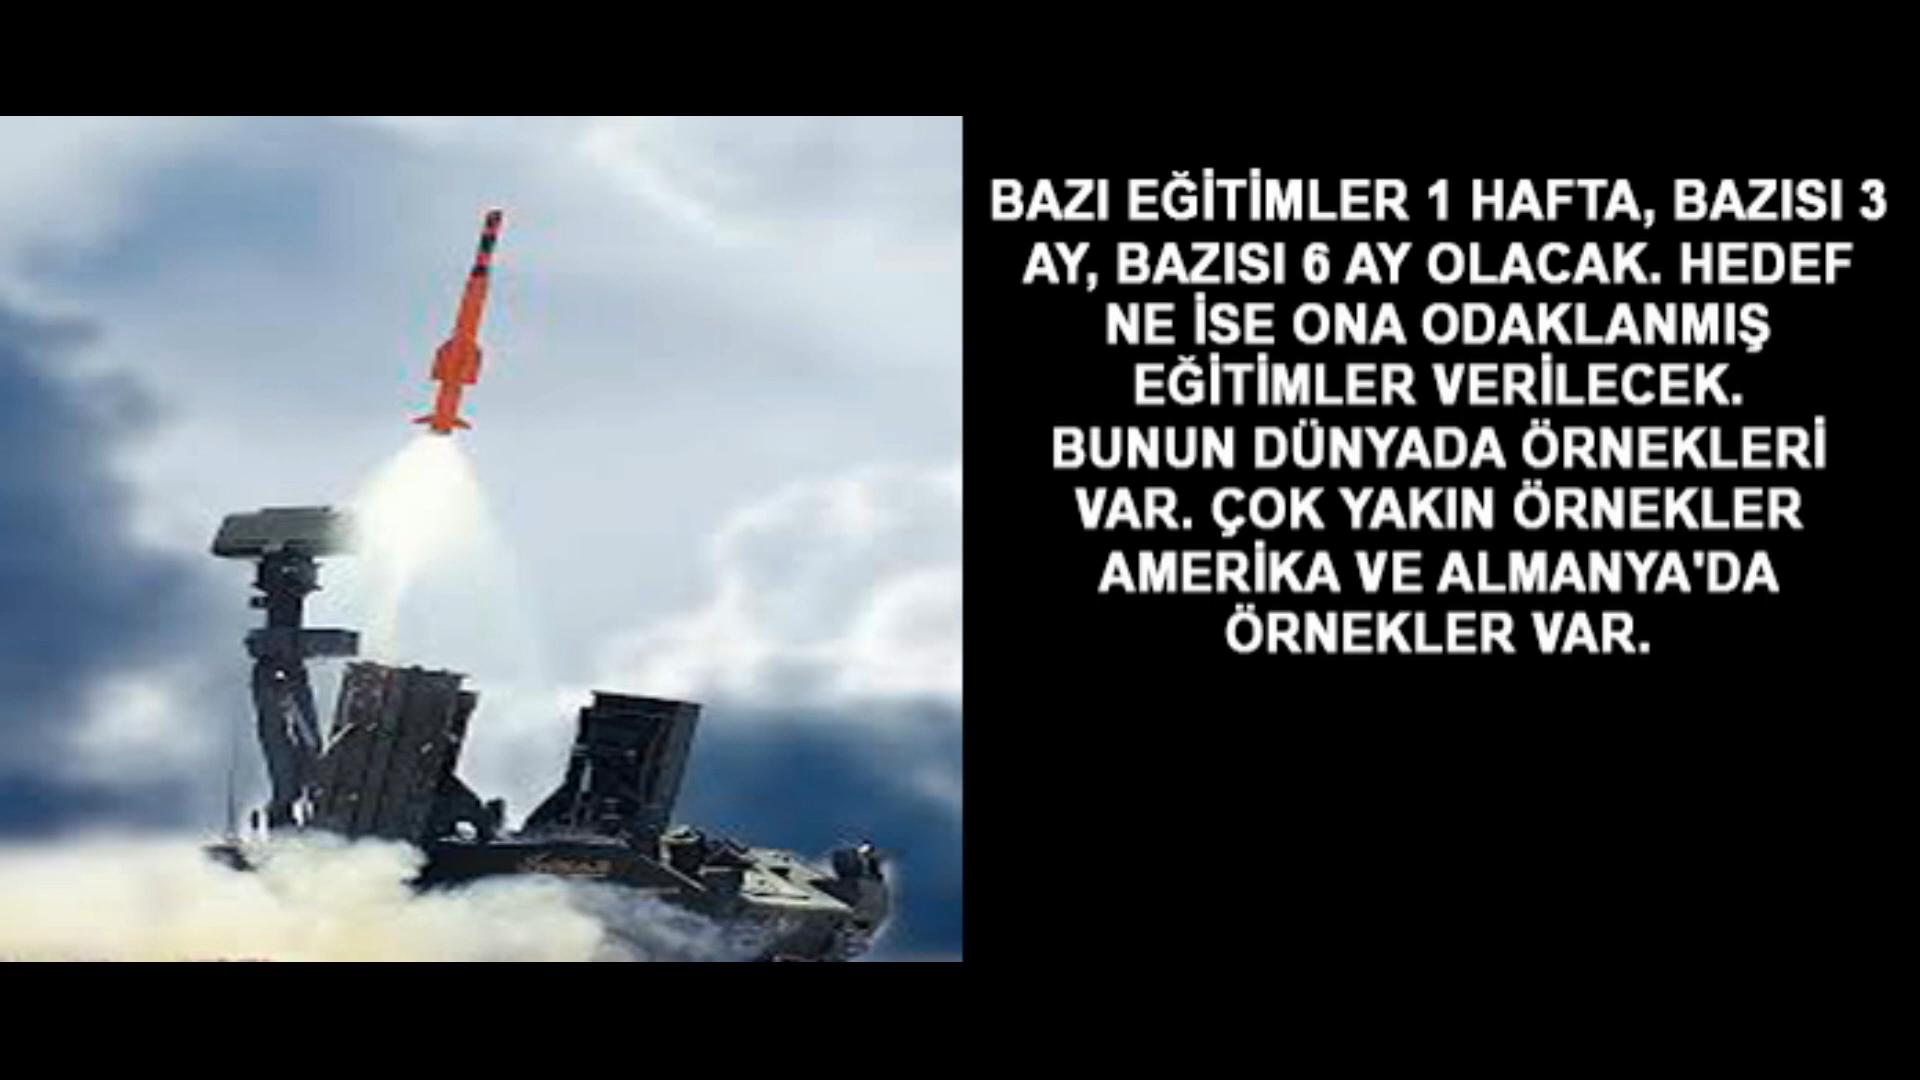 BAZI EĞİTİMLER 1 HAFTA, BAZISI 3
AY, BAZISI 6 AY OLACAK. HEDEF
NE İSE ONA ODAKLANMIŞ
EĞİTİMLER VERİLECEK.
BUNUN DÜNYADA ÖRNEKLERİ
VAR. ÇOK YAKIN ÖRNEKLER
AMERİKA VE ALMANYA'DA
ÖRNEKLER VAR.